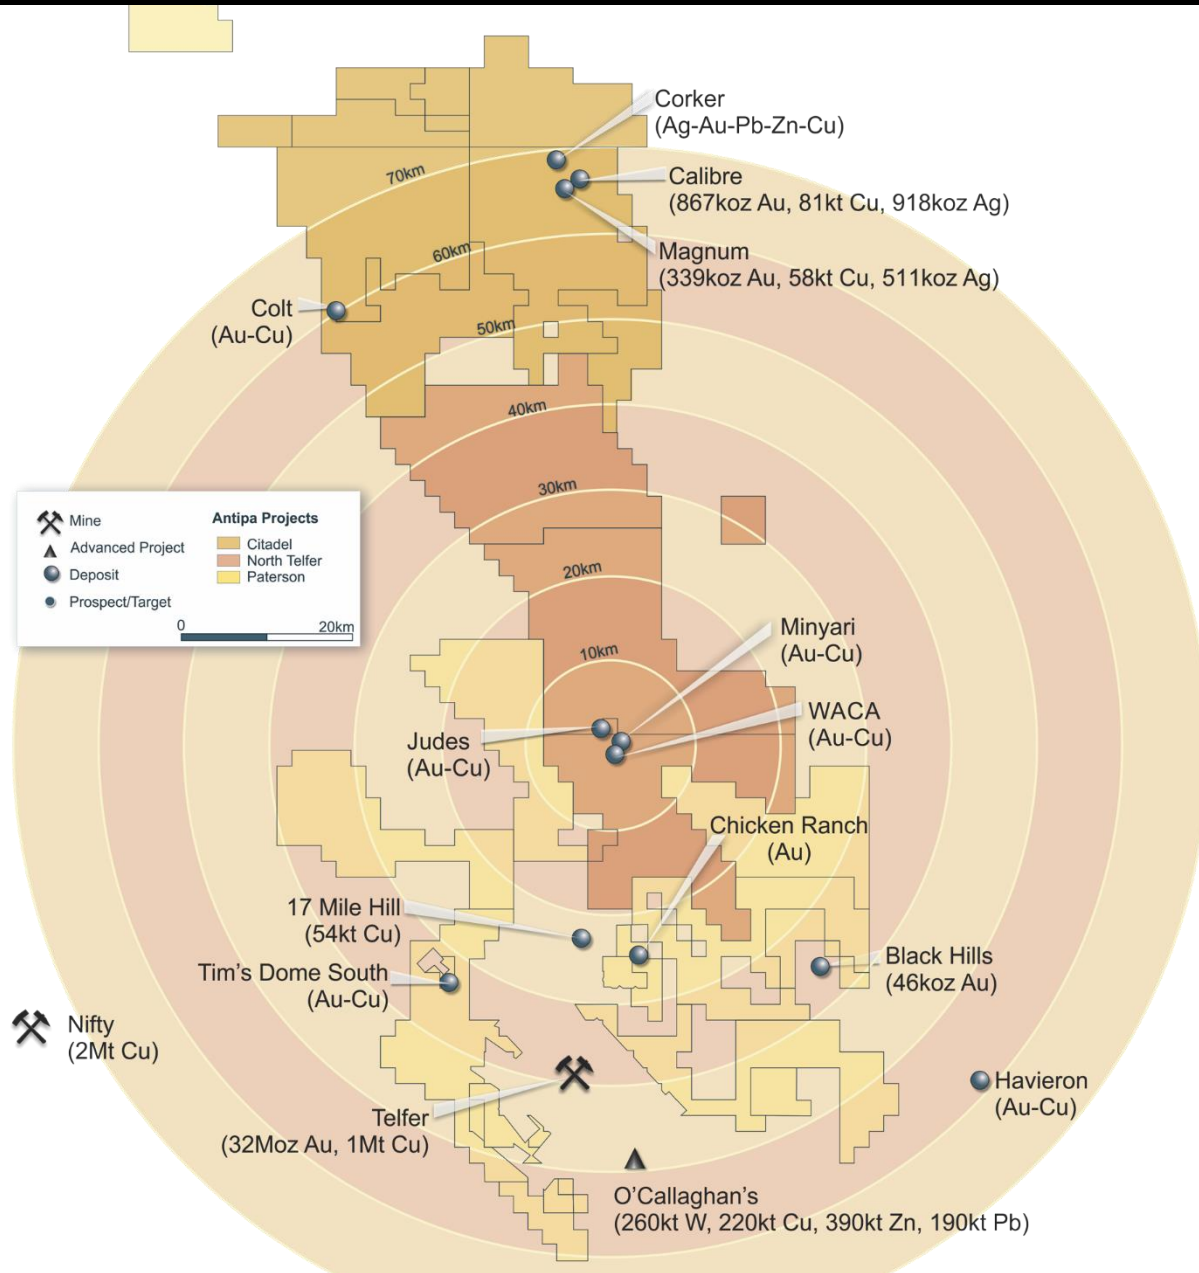 Corker
(Ag-Au-Pb-Zn-Cu)
70km
Calibre
(867koz Au, 81kt Cu, 918koz Ag)
60km
Magnum
(339koz Au, 58kt Cu, 511koz Ag)
Colt
(Au-Cu)
50km
40km
30km
Mine
Advanced Project
Deposit
Prospect/Target
Antipa Projects
Citadel
North Telfer
Paterson
0 20km
20km
Minyari
(Au-Cu)
10km
WACA
(Au-Cu)
Judes
(Au-Cu)
Chicken Ranch
(Au)
17 Mile Hill
(54kt Cu)
Black Hills
(46koz Au)
Tim's Dome South
(Au-Cu)
Nifty
(2Mt Cu)
Havieron
(Au-Cu)
Telfer
(32Moz Au, 1Mt Cu)
O'Callaghan's
(260kt W, 220kt Cu, 390kt Zn, 190kt Pb)